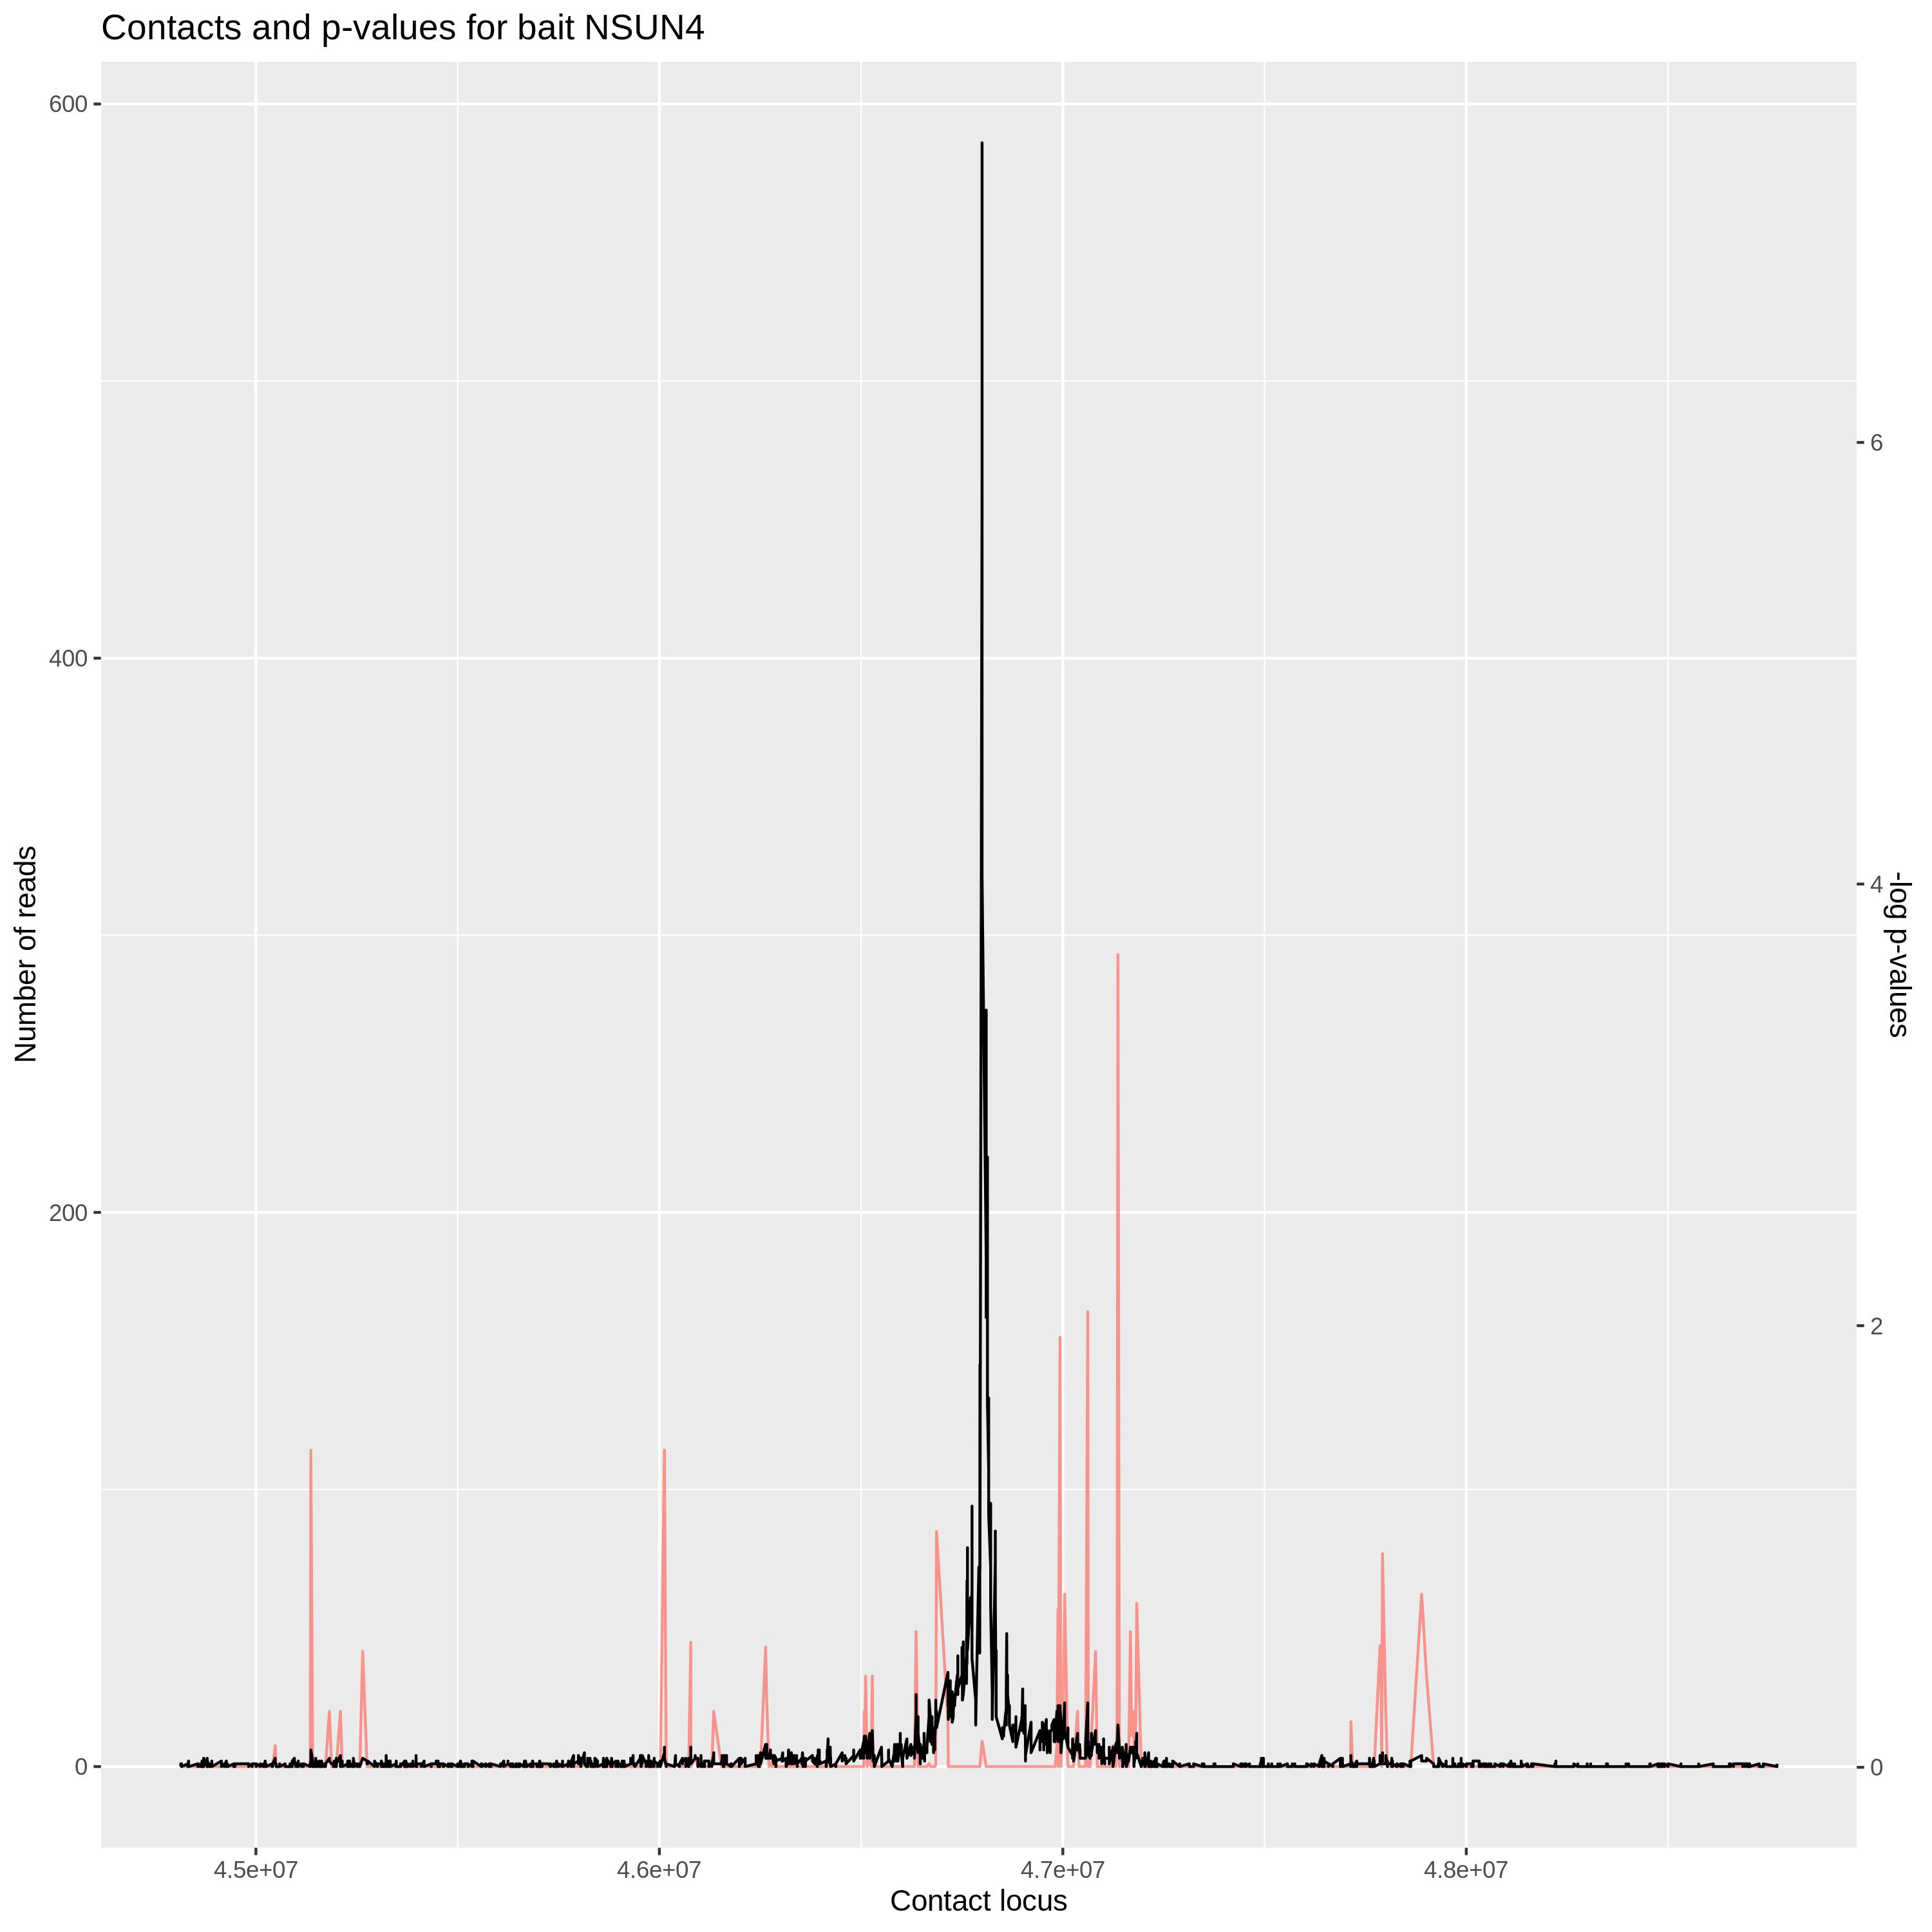 Contacts and p-values for bait NSUN4
600
400
200
0
Number of reads
6
4
2
0
-log p-values
4.5e+07 4.6e+07 4.7e+07 4.8e+07
Contact locus